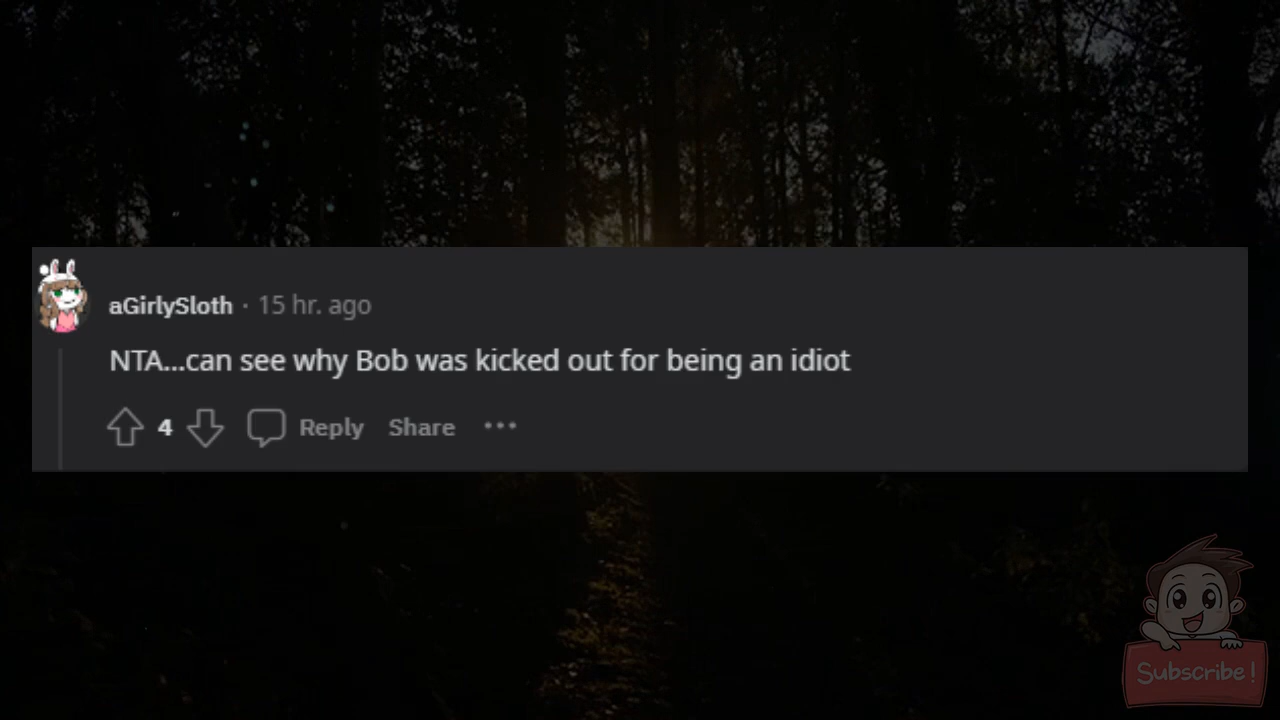 aGirlySloth · 15 hr. ago
NTA...can see why Bob was kicked out for being an idiot
4 Reply Share ···
Subscribe!